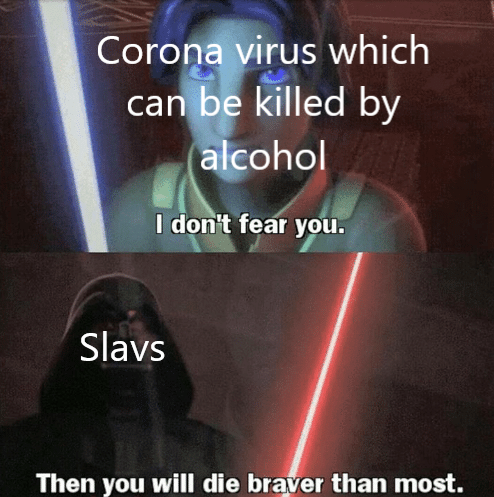 Corona virus which
can be killed by
alcohol
I don't fear you.
Slavs
Then you will die braver than most.